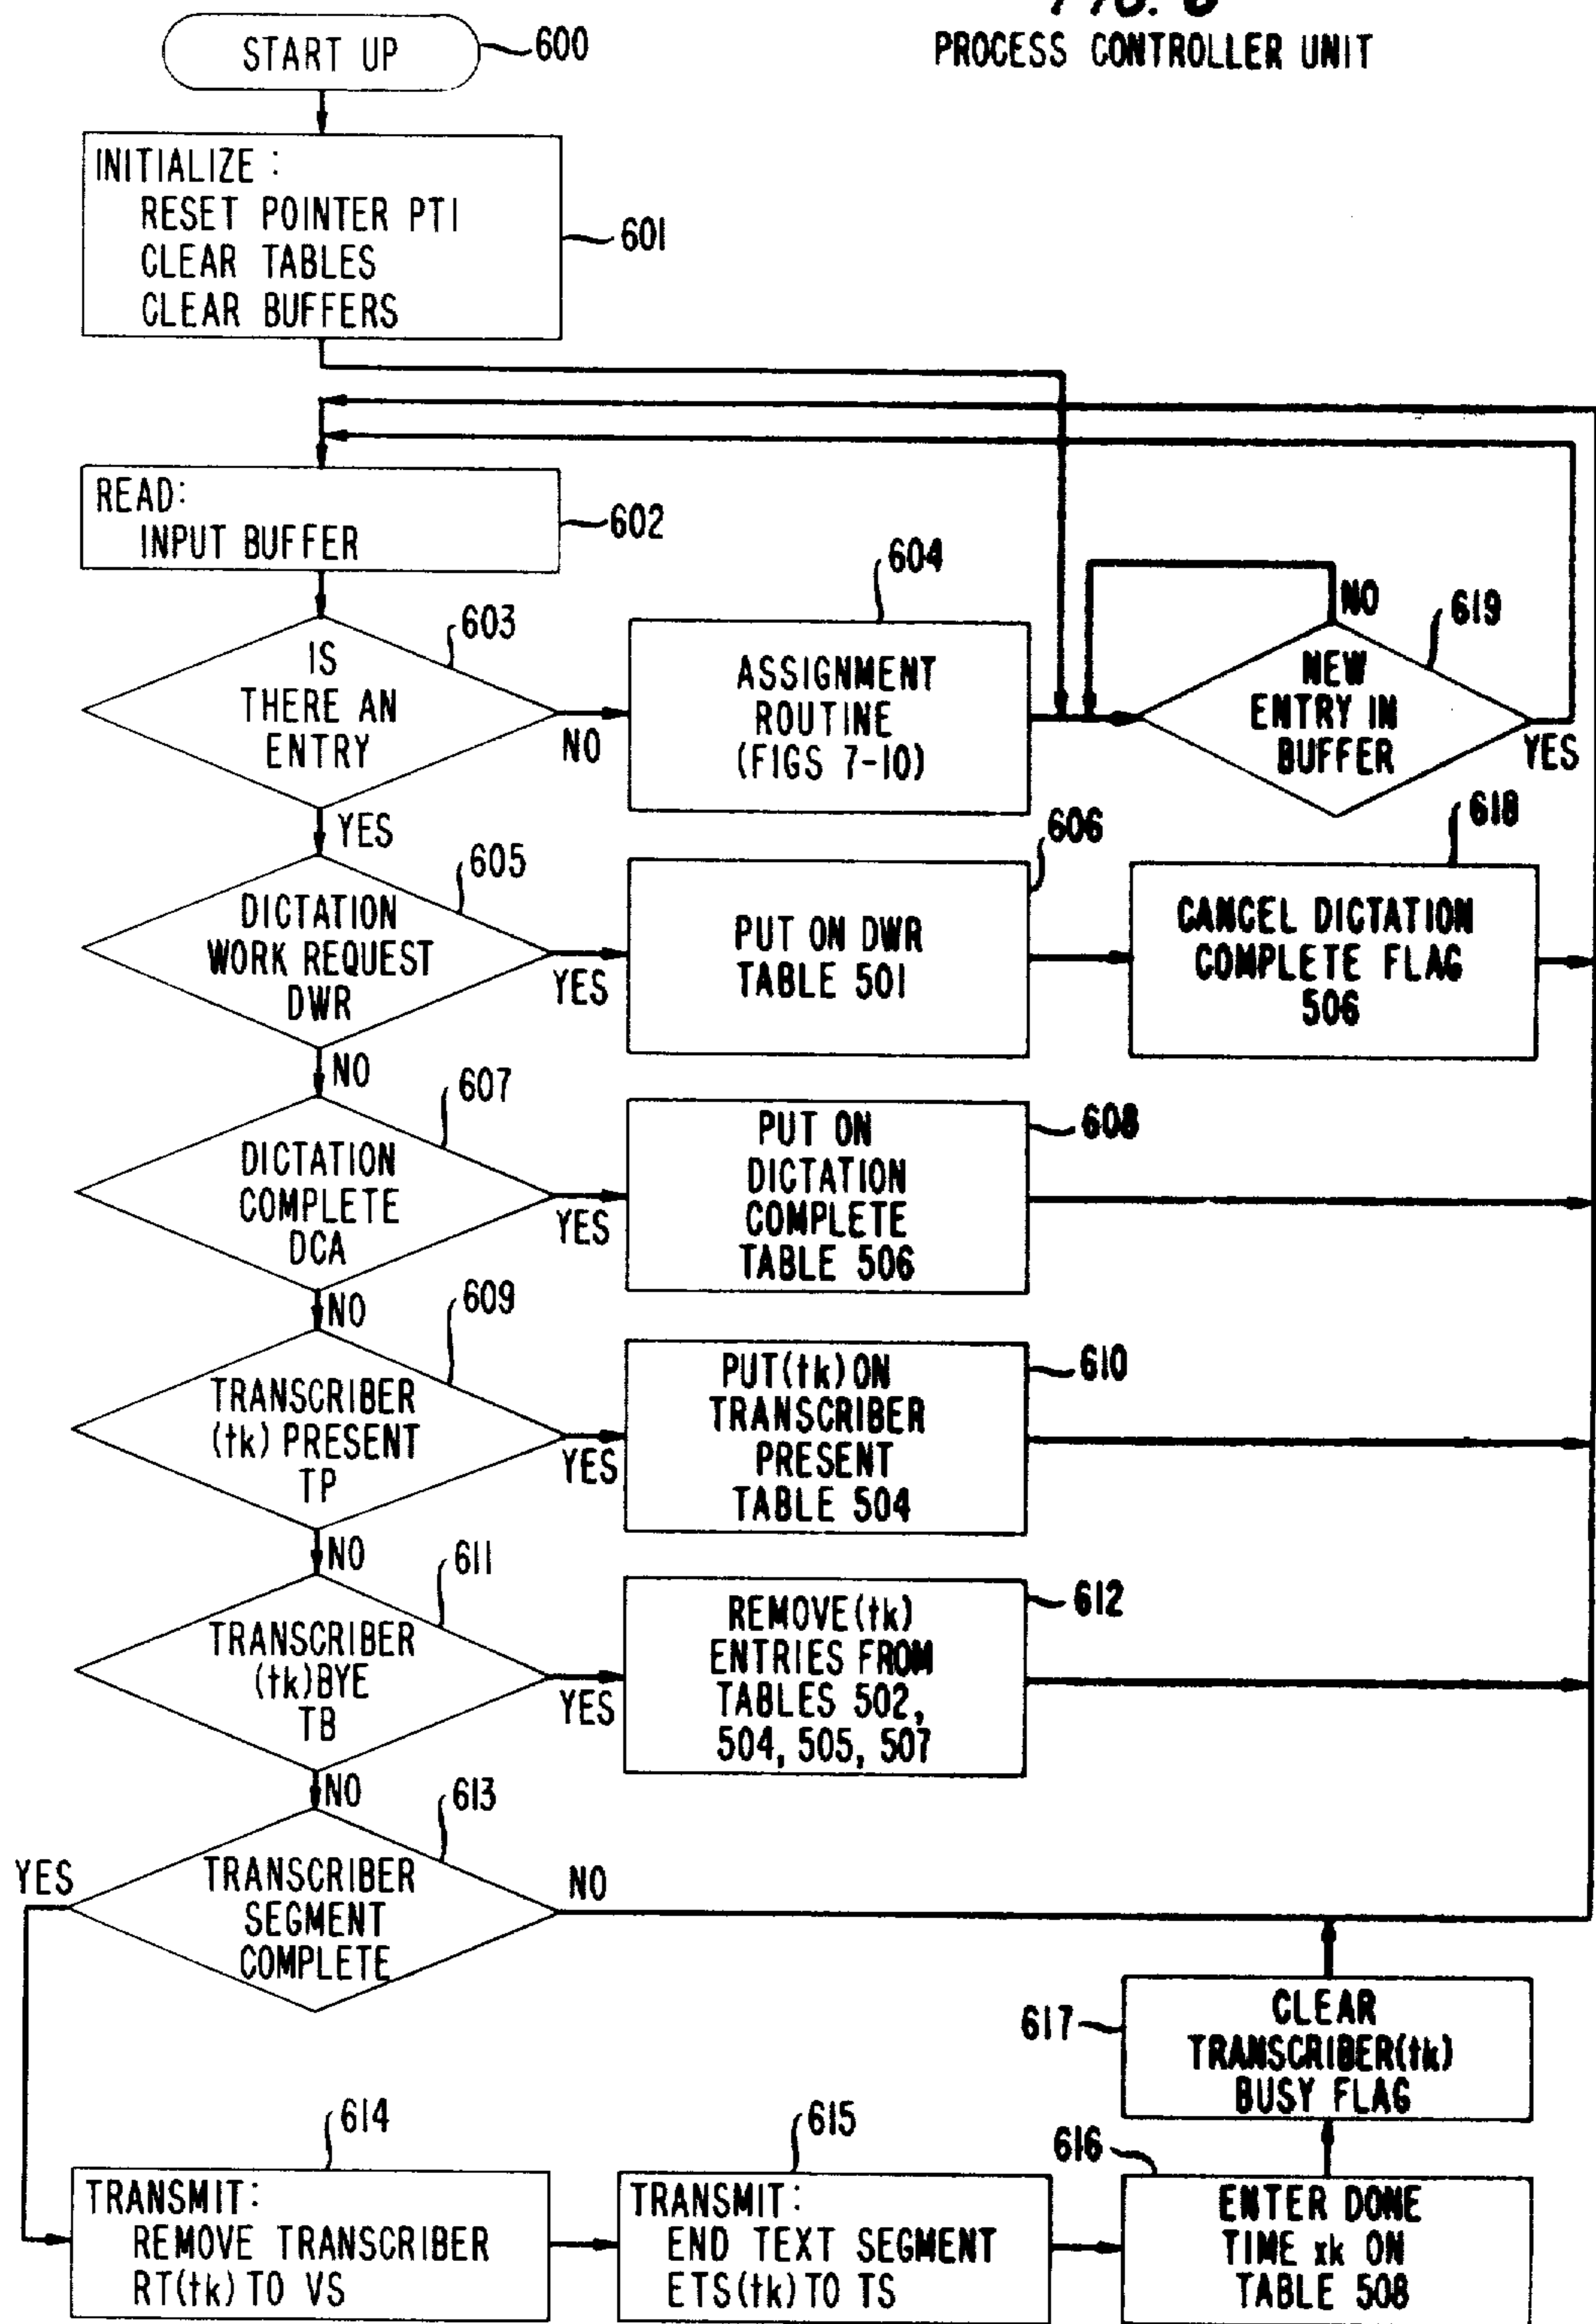 PROCESS CONTROLLER UNIT
START UP
600
INITIALIZE :
RESET POINTER PTI
CLEAR TABLES
CLEAR BUFFERS
601
READ:
INPUT BUFFER
602
IS
THERE AN
ENTRY
603
NO
YES
ASSIGNMENT
ROUTINE
(FIGS 7-10)
604
NEW
ENTRY IN
BUFFER
619
NO
YES
DICTATION
WORK REQUEST
DWR
605
YES
NO
PUT ON DWR
TABLE 501
606
CANCEL DICTATION
COMPLETE FLAG
506
618
DICTATION
COMPLETE
DCA
607
YES
NO
PUT ON
DICTATION
COMPLETE
TABLE 506
608
TRANSCRIBER
(tk) PRESENT
TP
609
YES
NO
PUT(tk) ON
TRANSCRIBER
PRESENT
TABLE 504
610
TRANSCRIBER
(tk)BYE
TB
611
YES
NO
REMOVE(tk)
ENTRIES FROM
TABLES 502,
504, 505, 507
612
TRANSCRIBER
SEGMENT
COMPLETE
613
YES
NO
TRANSMIT:
REMOVE TRANSCRIBER
RT(tk) TO VS
614
TRANSMIT:
END TEXT SEGMENT
ETS(tk) TO TS
615
ENTER DONE
TIME xk ON
TABLE 508
616
CLEAR
TRANSCRIBER(tk)
BUSY FLAG
617